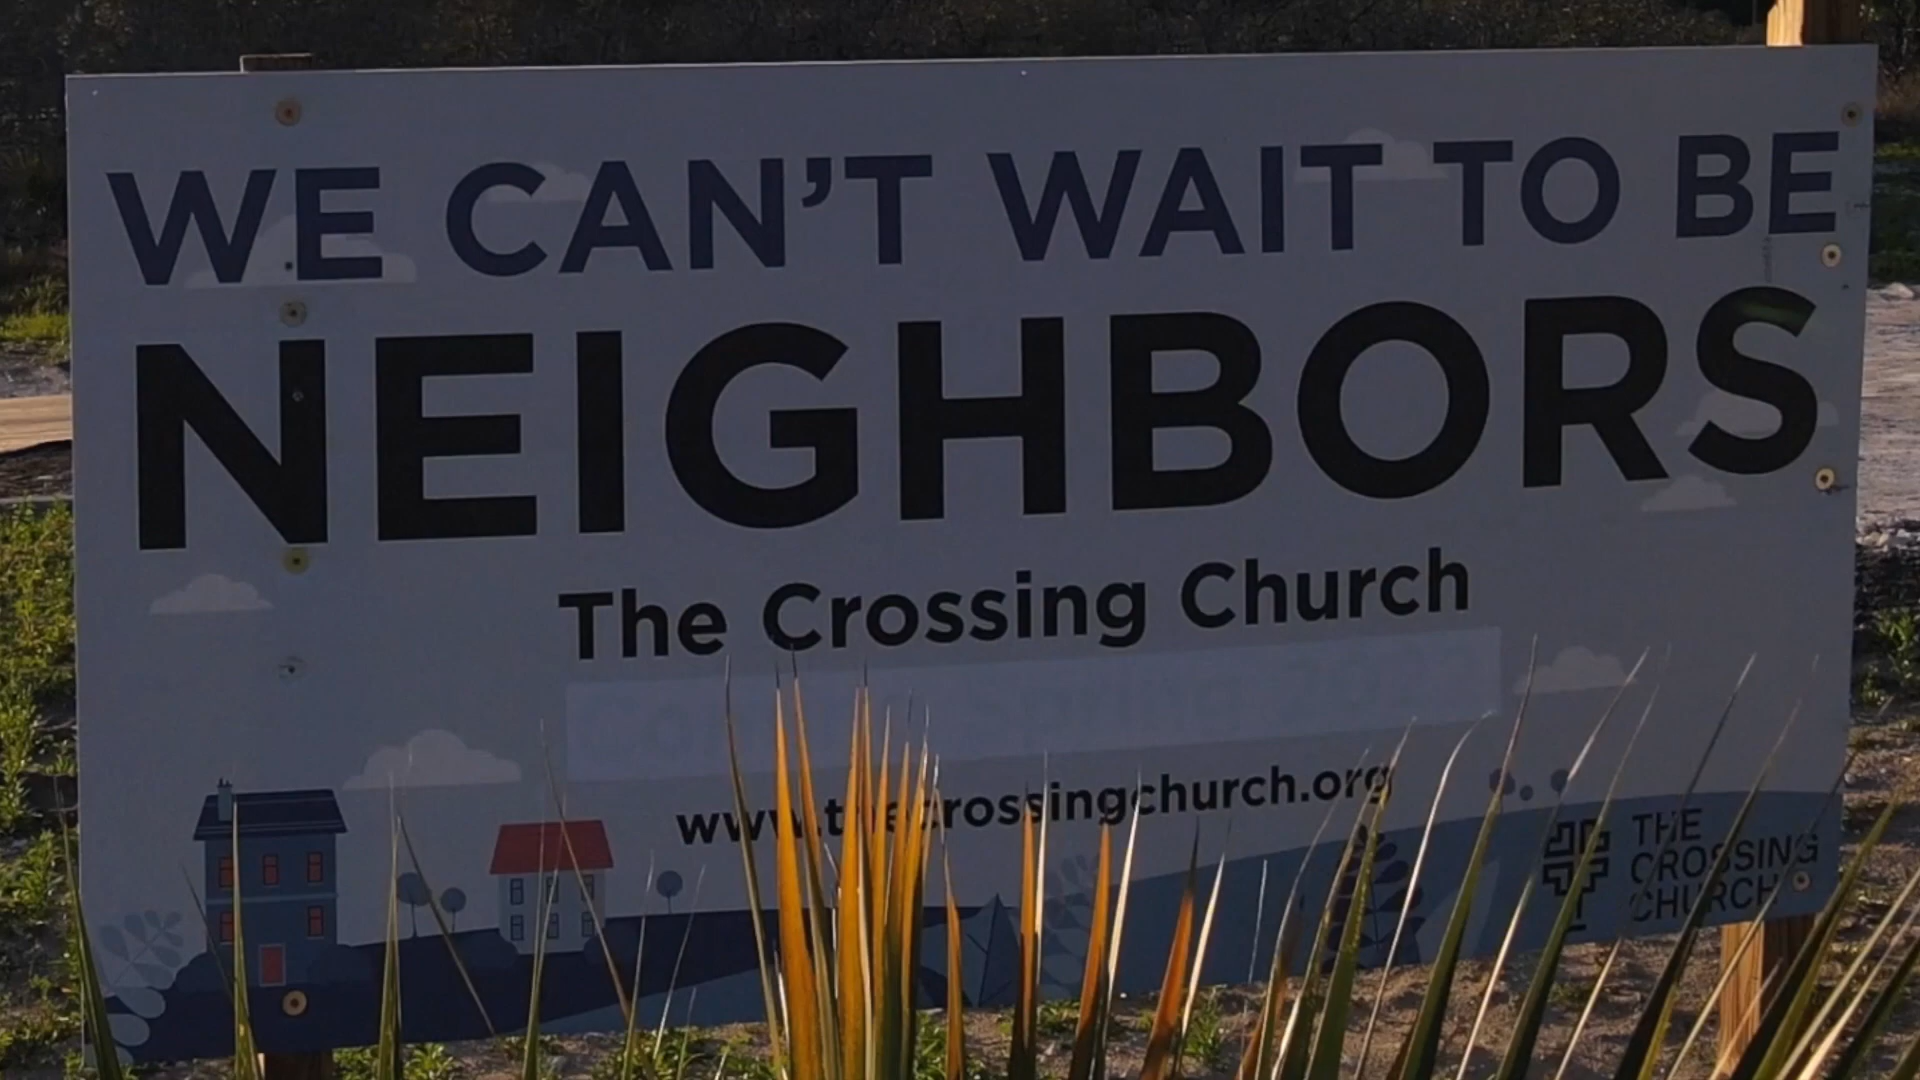 WE CAN'T WAIT TO BE
NEIGHBORS
The Crossing Church
www.thecrossingchurch.org
THE
CROSSING
CHURCH